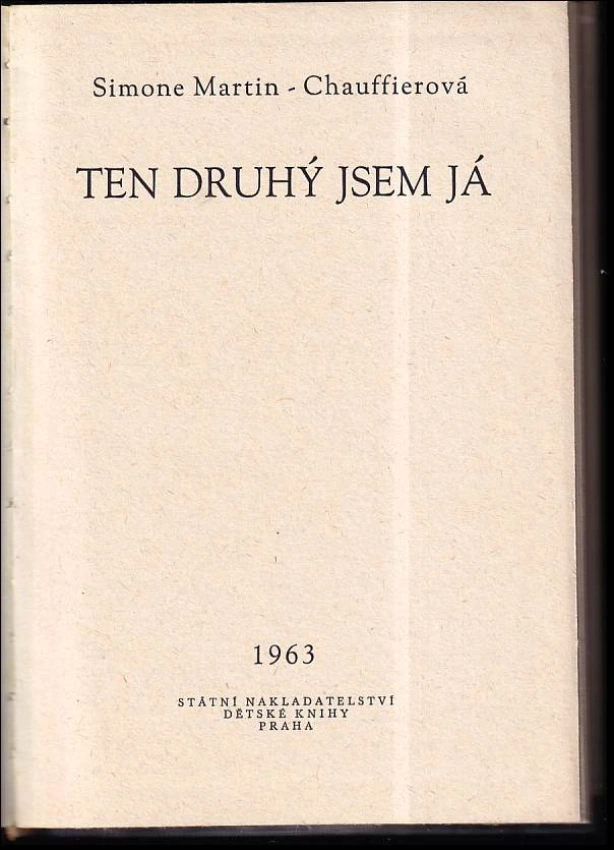 Simone Martin - Chauffierová
TEN DRUHÝ JSEM JÁ
1963
STÁTNÍ NAKLADATELSTVÍ
DĚTSKÉ KNIHY
PRAHA